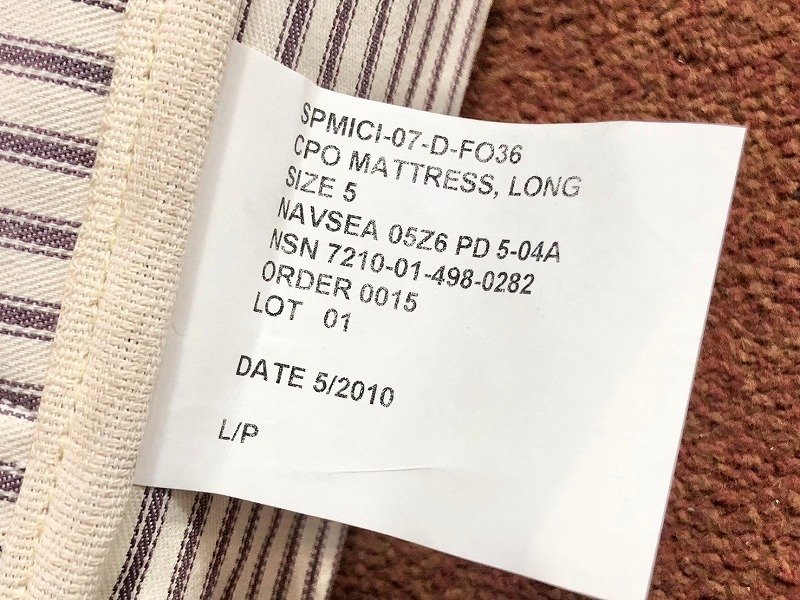 SPMICI-07-D-FO36
CPO MATTRESS, LONG
SIZE 5
NAVSEA 05Z6 PD 5-04A
NSN 7210-01-498-0282
ORDER 0015
LOT 01
DATE 5/2010
L/P